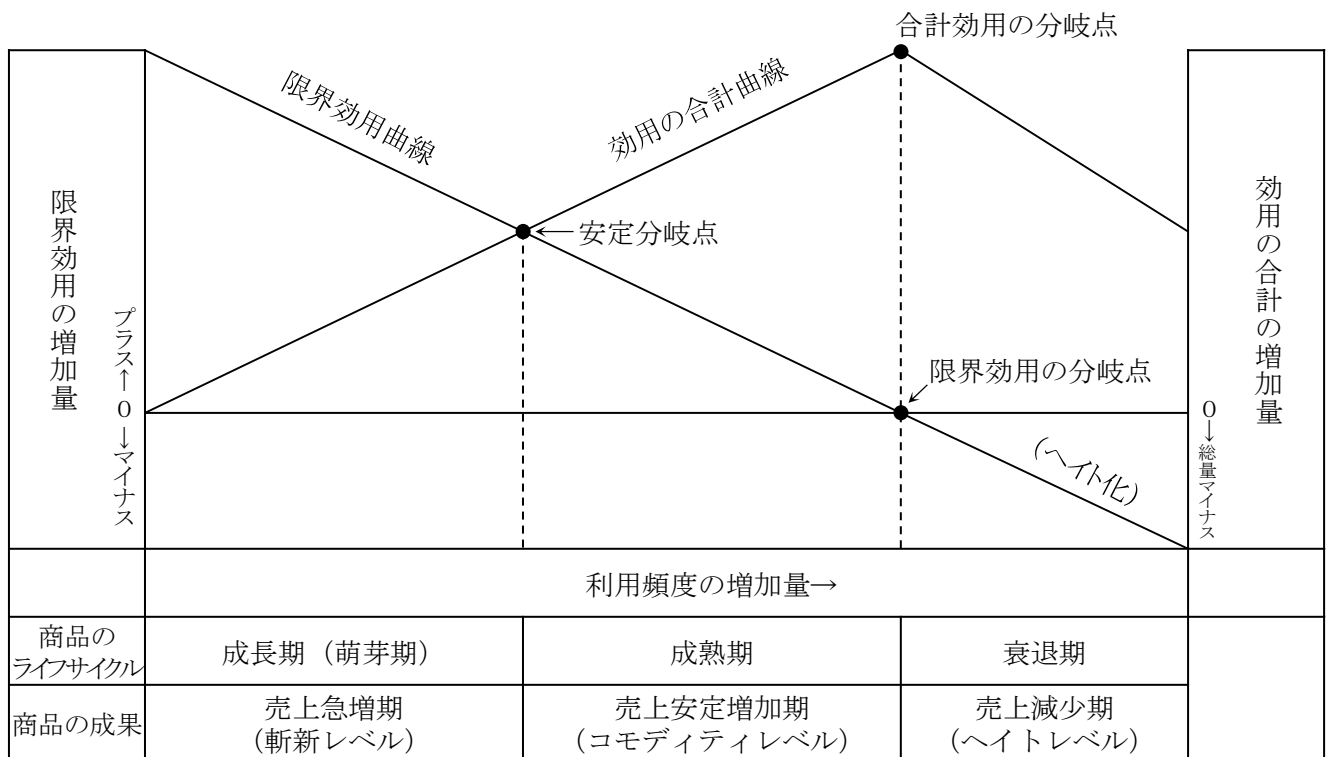 合計効用の分岐点
限界効用曲線
効用の合計曲線
限界効用の増加量
プラス←0→マイナス
←安定分岐点
限界効用の分岐点
(ヘイト化)
0→総量マイナス
効用の合計の増加量
利用頻度の増加量→
商品の
ライフサイクル
成長期（萌芽期）
成熟期
衰退期
商品の成果
売上急増期
(斬新レベル)
売上安定増加期
(コモディティレベル)
売上減少期
(ヘイトレベル)